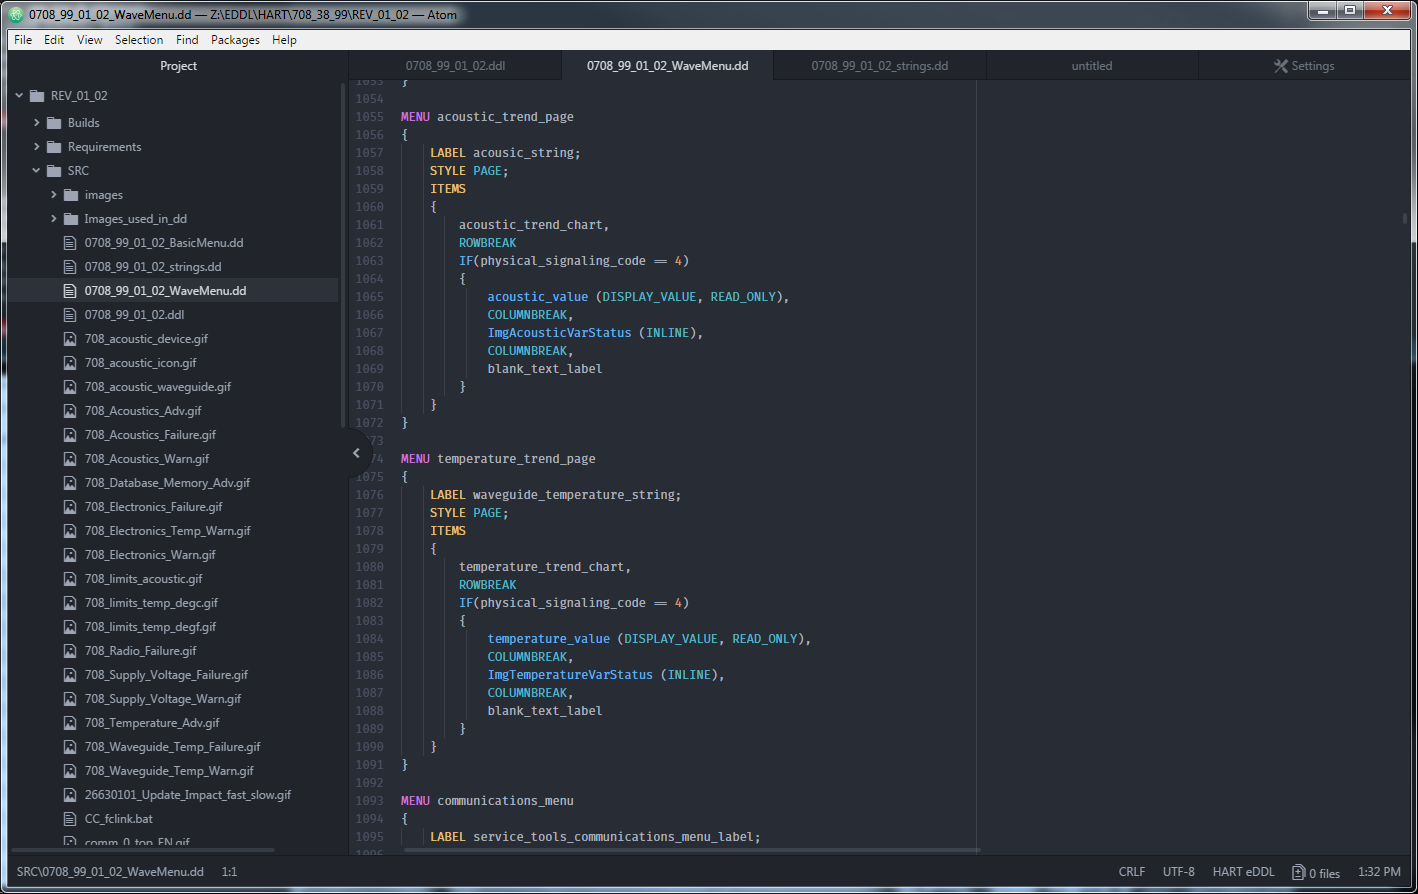 0708_99_01_02_WaveMenu.dd — Z:\EDDL\HART\708_38_99\REV_01_02 — Atom
File Edit View Selection Find Packages Help
Project
REV_01_02
Builds
Requirements
SRC
images
Images_used_in_dd
0708_99_01_02_BasicMenu.dd
0708_99_01_02_strings.dd
0708_99_01_02_WaveMenu.dd
0708_99_01_02.ddl
708_acoustic_device.gif
708_acoustic_icon.gif
708_acoustic_waveguide.gif
708_Acoustics_Adv.gif
708_Acoustics_Failure.gif
708_Acoustics_Warn.gif
708_Database_Memory_Adv.gif
708_Electronics_Failure.gif
708_Electronics_Temp_Warn.gif
708_Electronics_Warn.gif
708_limits_acoustic.gif
708_limits_temp_degc.gif
708_limits_temp_degf.gif
708_Radio_Failure.gif
708_Supply_Voltage_Failure.gif
708_Supply_Voltage_Warn.gif
708_Temperature_Adv.gif
708_Waveguide_Temp_Failure.gif
708_Waveguide_Temp_Warn.gif
26630101_Update_Impact_fast_slow.gif
CC_fclink.bat
comm_0_top_EN.gif
0708_99_01_02.ddl 0708_99_01_02_WaveMenu.dd 0708_99_01_02_strings.dd untitled Settings
1053 }
1054
1055 MENU acoustic_trend_page
1056 {
1057 LABEL acousic_string;
1058 STYLE PAGE;
1059 ITEMS
1060 {
1061 acoustic_trend_chart,
1062 ROWBREAK
1063 IF(physical_signaling_code == 4)
1064 {
1065 acoustic_value (DISPLAY_VALUE, READ_ONLY),
1066 COLUMNBREAK,
1067 ImgAcousticVarStatus (INLINE),
1068 COLUMNBREAK,
1069 blank_text_label
1070 }
1071 }
1072 }
73
74 MENU temperature_trend_page
1075 {
1076 LABEL waveguide_temperature_string;
1077 STYLE PAGE;
1078 ITEMS
1079 {
1080 temperature_trend_chart,
1081 ROWBREAK
1082 IF(physical_signaling_code == 4)
1083 {
1084 temperature_value (DISPLAY_VALUE, READ_ONLY),
1085 COLUMNBREAK,
1086 ImgTemperatureVarStatus (INLINE),
1087 COLUMNBREAK,
1088 blank_text_label
1089 }
1090 }
1091 }
1092
1093 MENU communications_menu
1094 {
1095 LABEL service_tools_communications_menu_label;
1096
SRC\0708_99_01_02_WaveMenu.dd 1:1 CRLF UTF-8 HART eDDL 0 files 1:32 PM